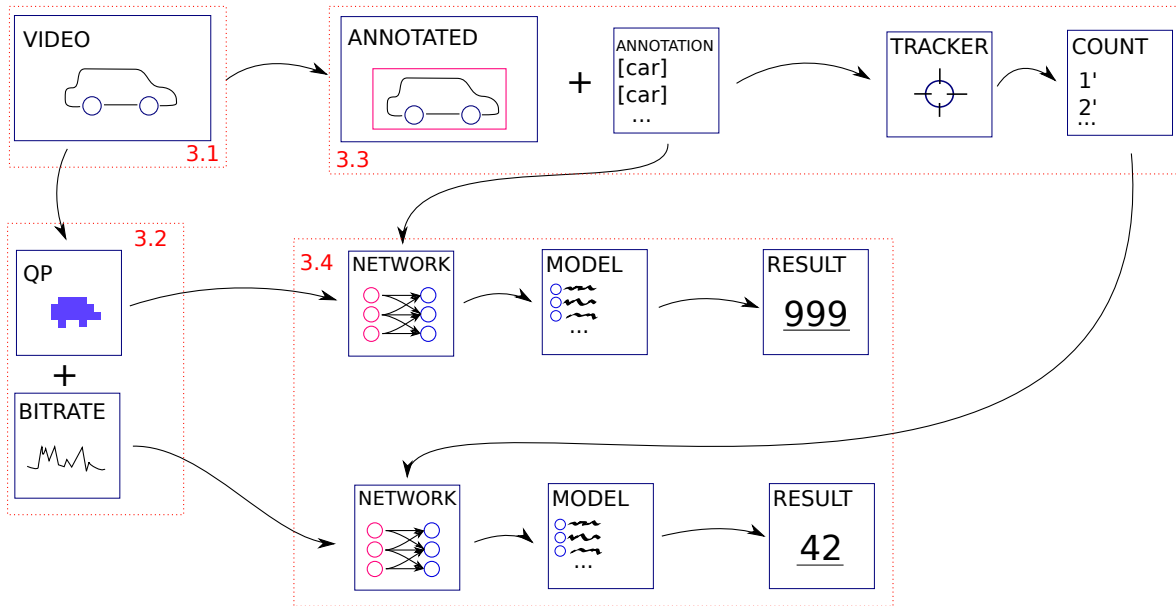 VIDEO
3.1
ANNOTATED
+
ANNOTATION
[car]
[car]
...
TRACKER
COUNT
1'
2'
...
3.3
3.2
QP
+
BITRATE
3.4
NETWORK
MODEL
...
RESULT
999
NETWORK
MODEL
...
RESULT
42